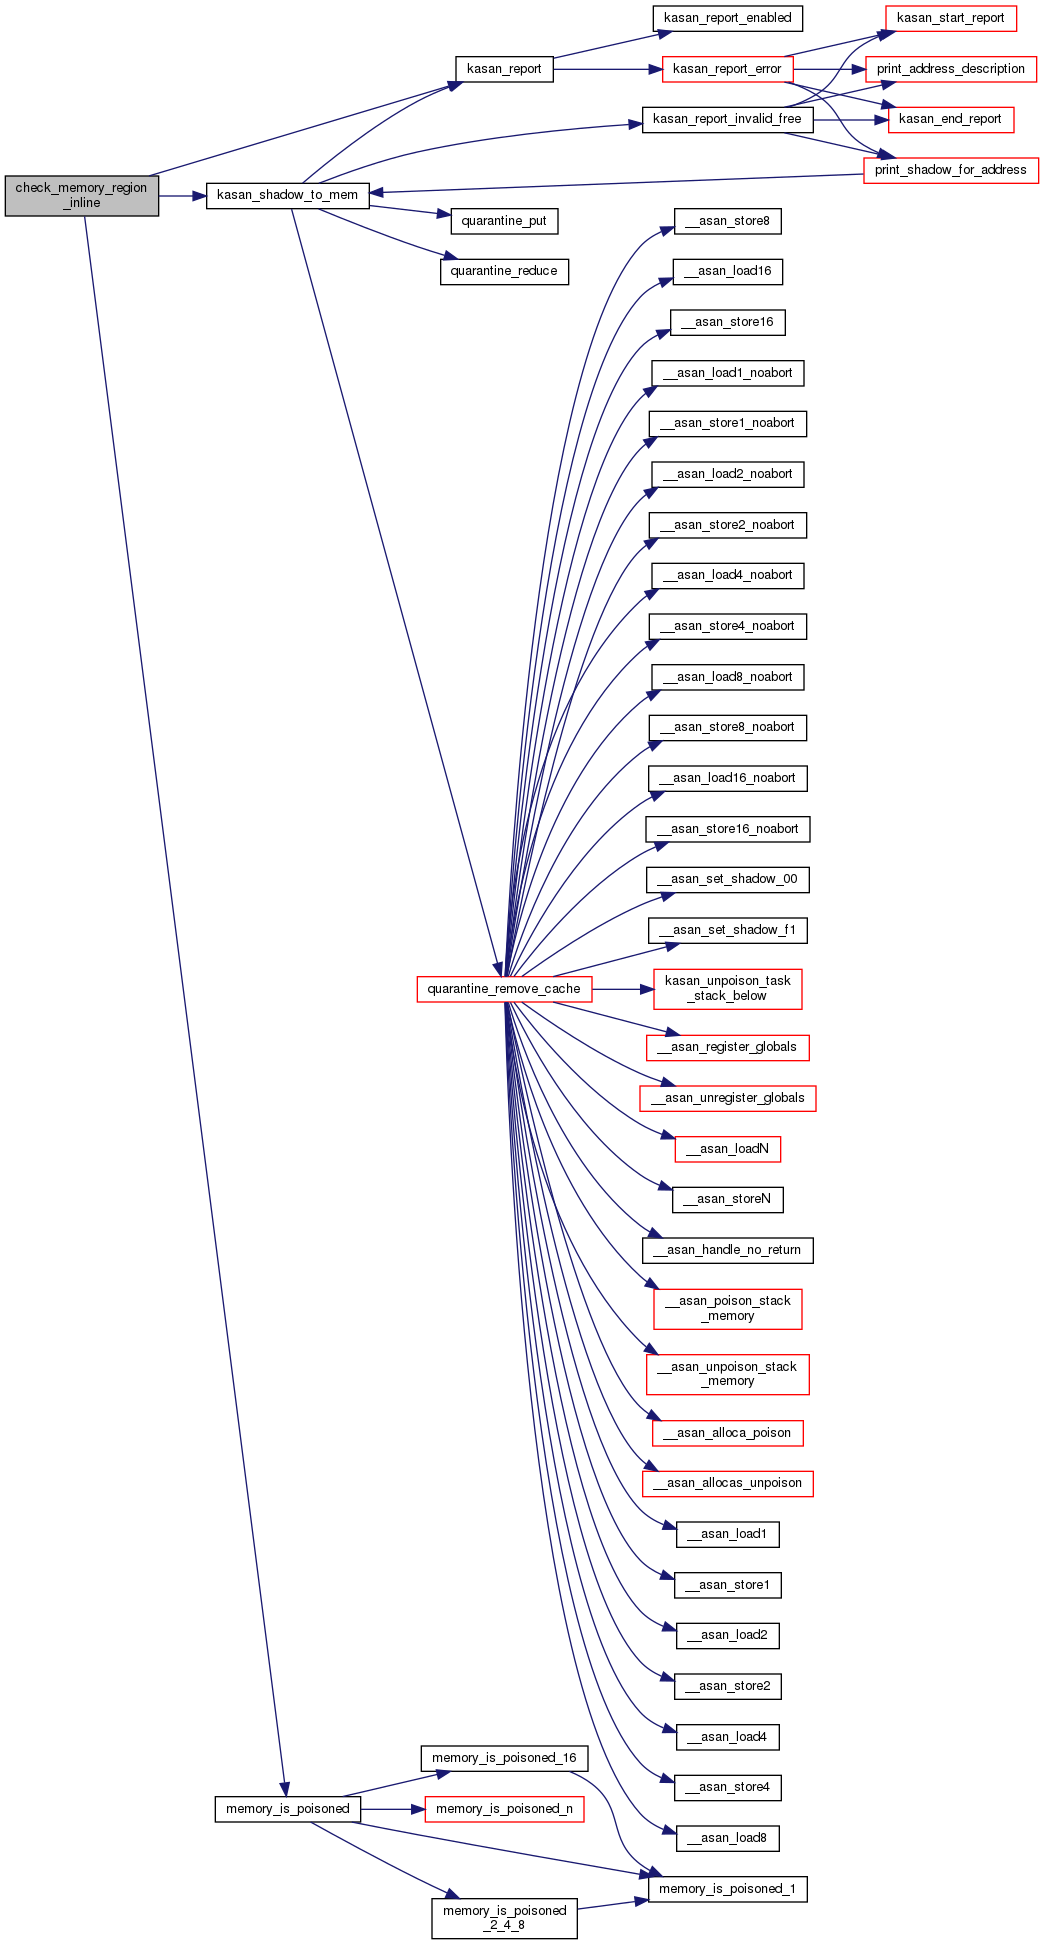 kasan_report_enabled
kasan_start_report
kasan_report
kasan_report_error
print_address_description
kasan_report_invalid_free
kasan_end_report
print_shadow_for_address
check_memory_region
_inline
kasan_shadow_to_mem
quarantine_put
__asan_store8
quarantine_reduce
__asan_load16
__asan_store16
__asan_load1_noabort
__asan_store1_noabort
__asan_load2_noabort
__asan_store2_noabort
__asan_load4_noabort
__asan_store4_noabort
__asan_load8_noabort
__asan_store8_noabort
__asan_load16_noabort
__asan_store16_noabort
__asan_set_shadow_00
__asan_set_shadow_f1
quarantine_remove_cache
kasan_unpoison_task
_stack_below
__asan_register_globals
__asan_unregister_globals
__asan_loadN
__asan_storeN
__asan_handle_no_return
__asan_poison_stack
_memory
__asan_unpoison_stack
_memory
__asan_alloca_poison
__asan_allocas_unpoison
__asan_load1
__asan_store1
__asan_load2
__asan_store2
__asan_load4
__asan_store4
__asan_load8
memory_is_poisoned_16
memory_is_poisoned
memory_is_poisoned_n
memory_is_poisoned_1
memory_is_poisoned
_2_4_8